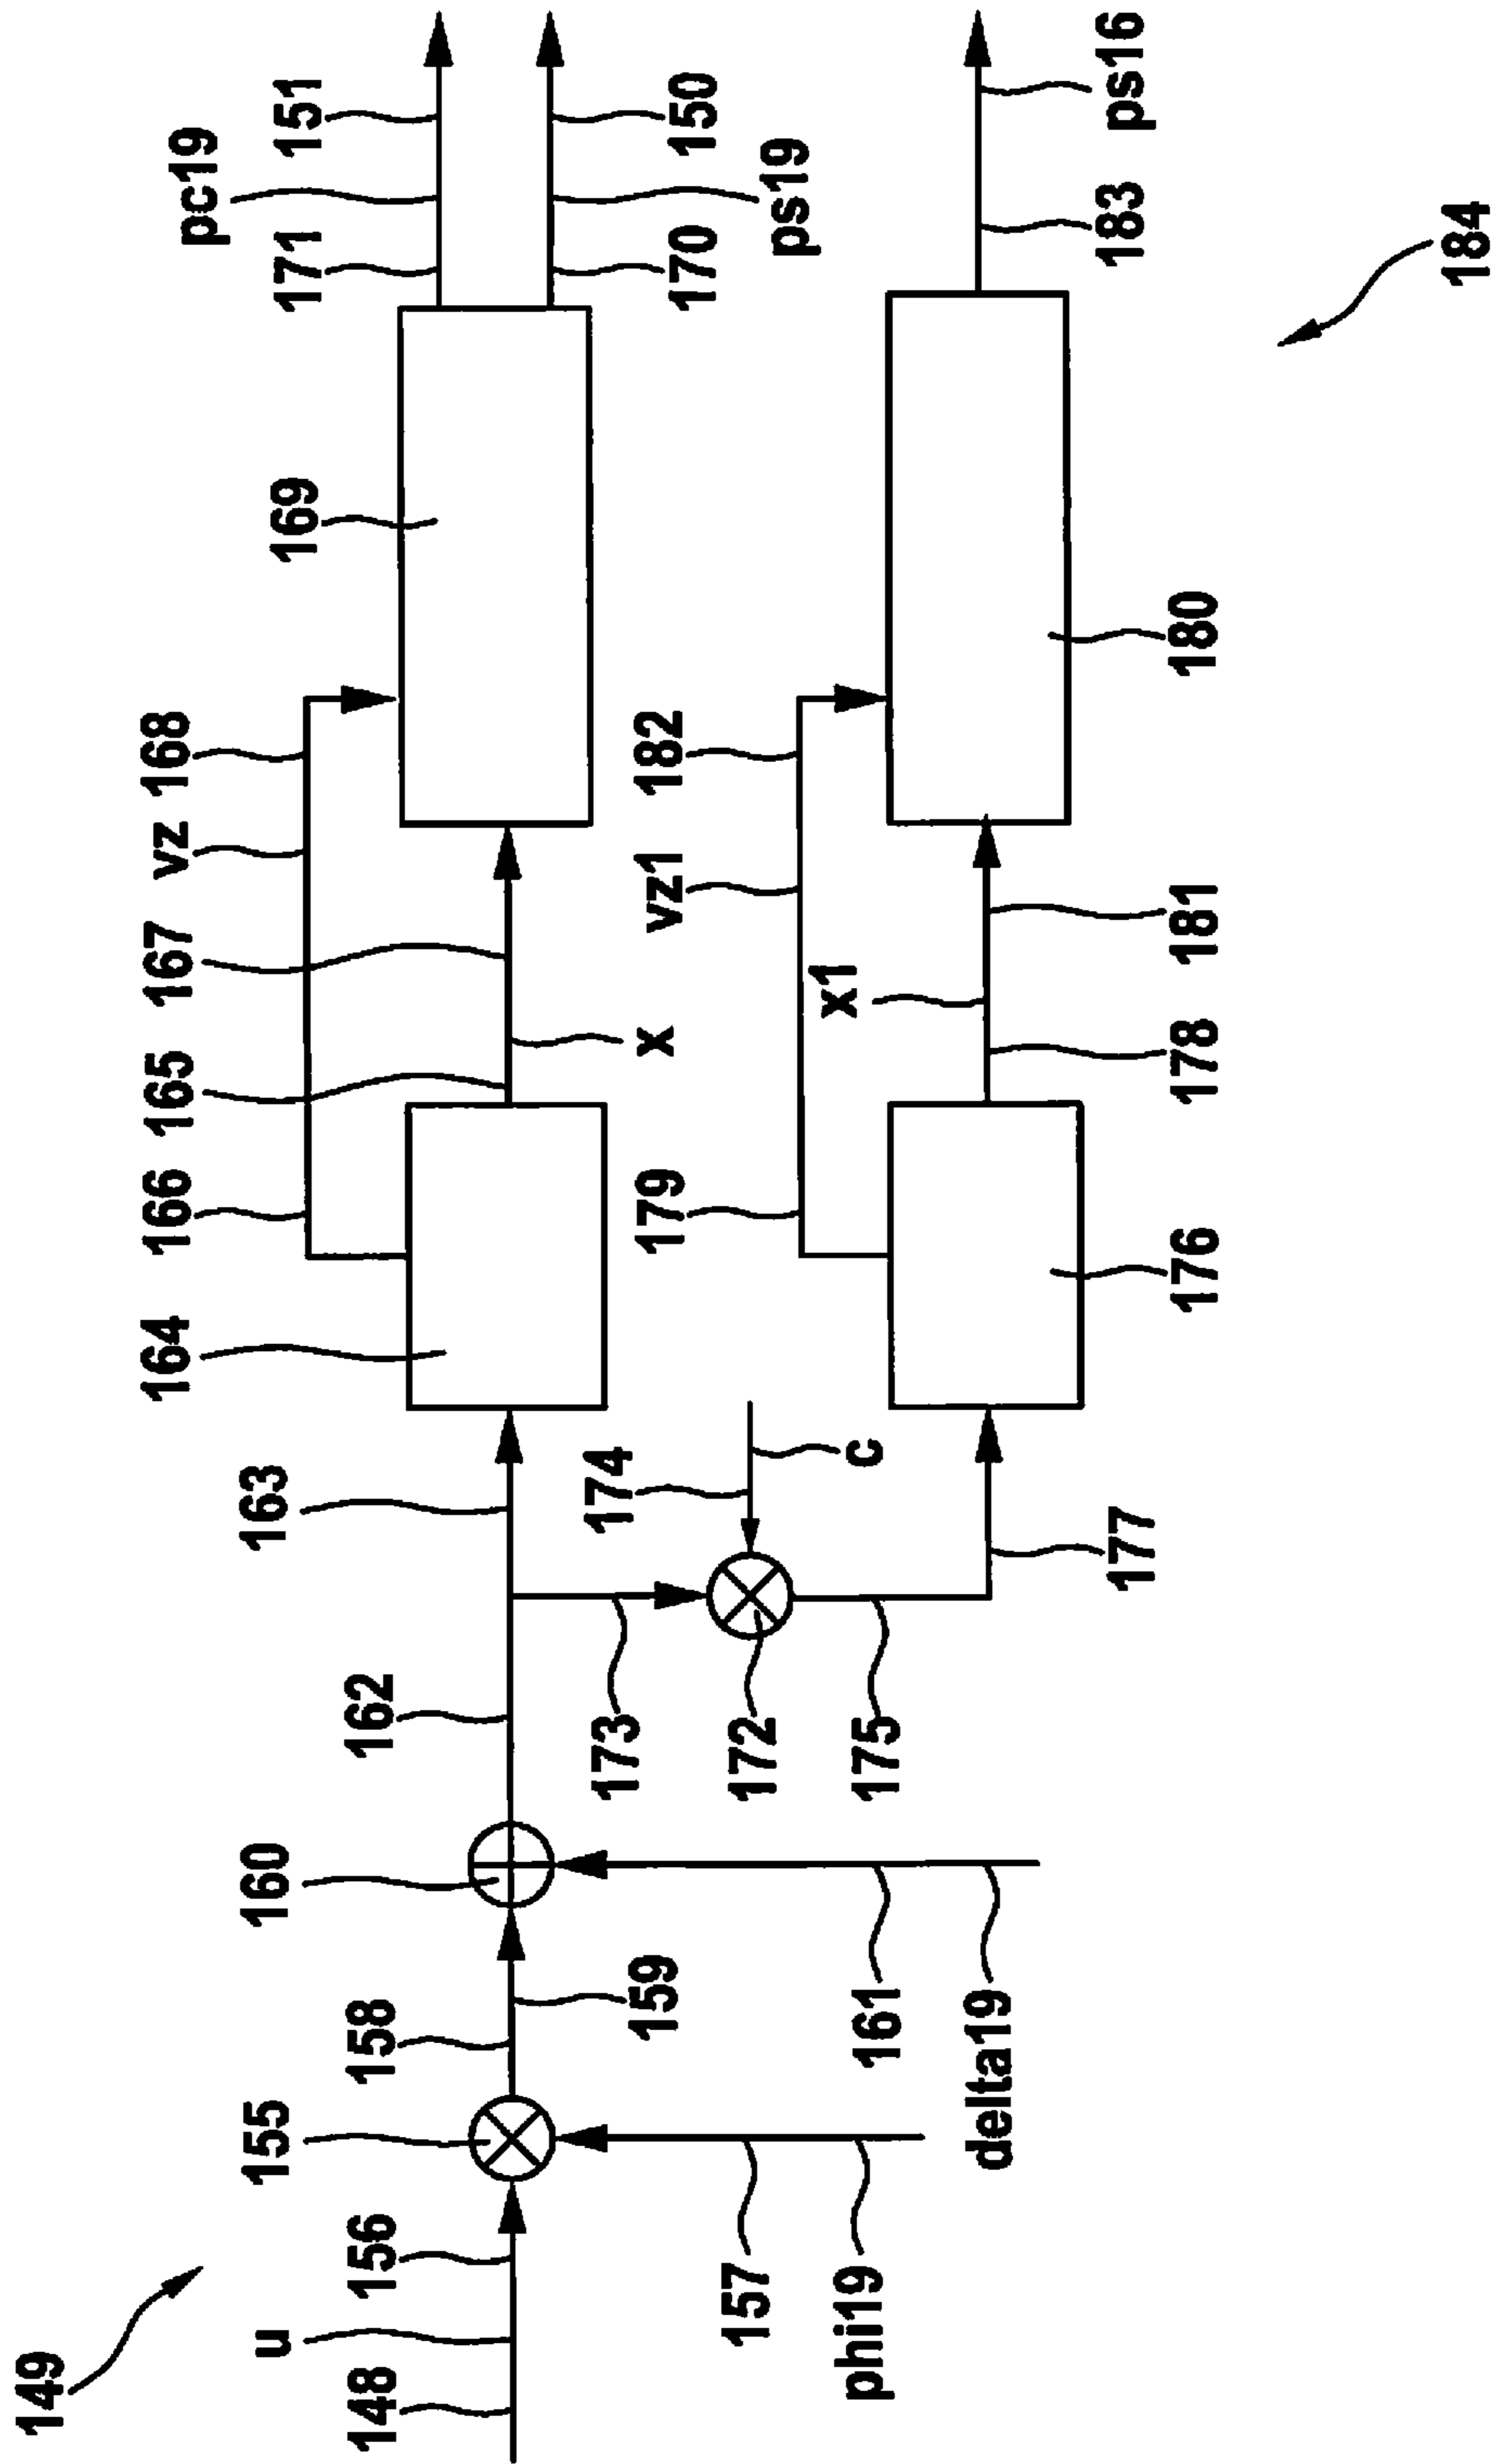 149
164 166 165 167 vz 168
pc19
u 155 160 163 169 171 151
148 156 158 162
173 174
159 x 179 vz1 182 170 150
157 172 ps19
x1
phi19 161 175 c
delta19
177 183 ps16
176 178 181 180
184